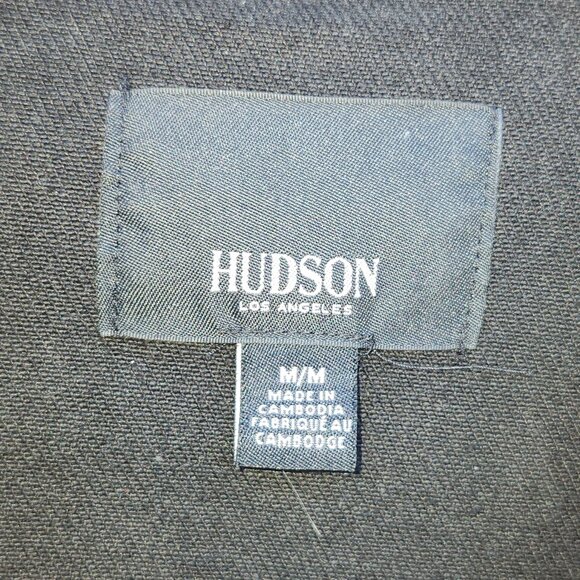 HUDSON
LOS ANGELES
M/M
MADE IN
CAMBODIA
FABRIQUÉ AU
CAMBODGE